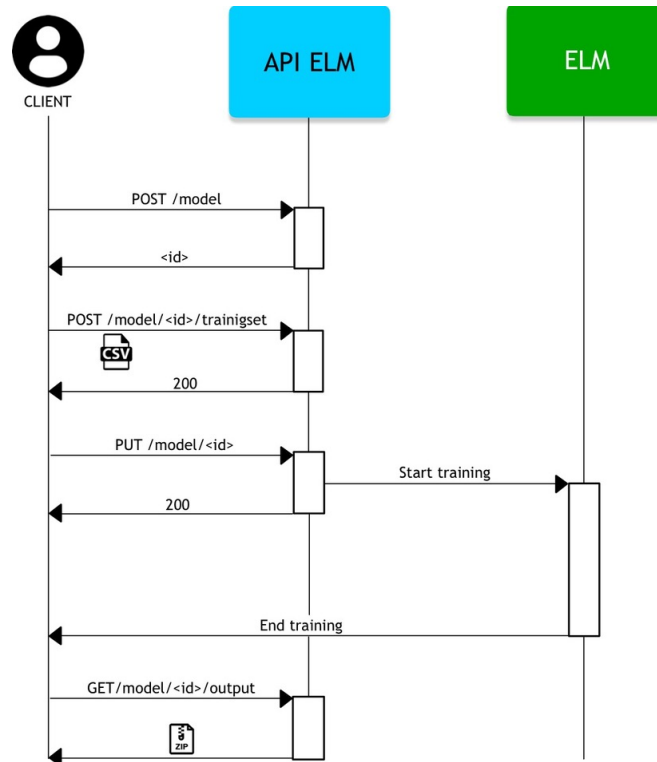 API ELM
ELM
CLIENT
POST /model
<id>
POST /model/<id>/trainigset
CSV
200
PUT /model/<id>
Start training
200
End training
GET/model/<id>/output
ZIP